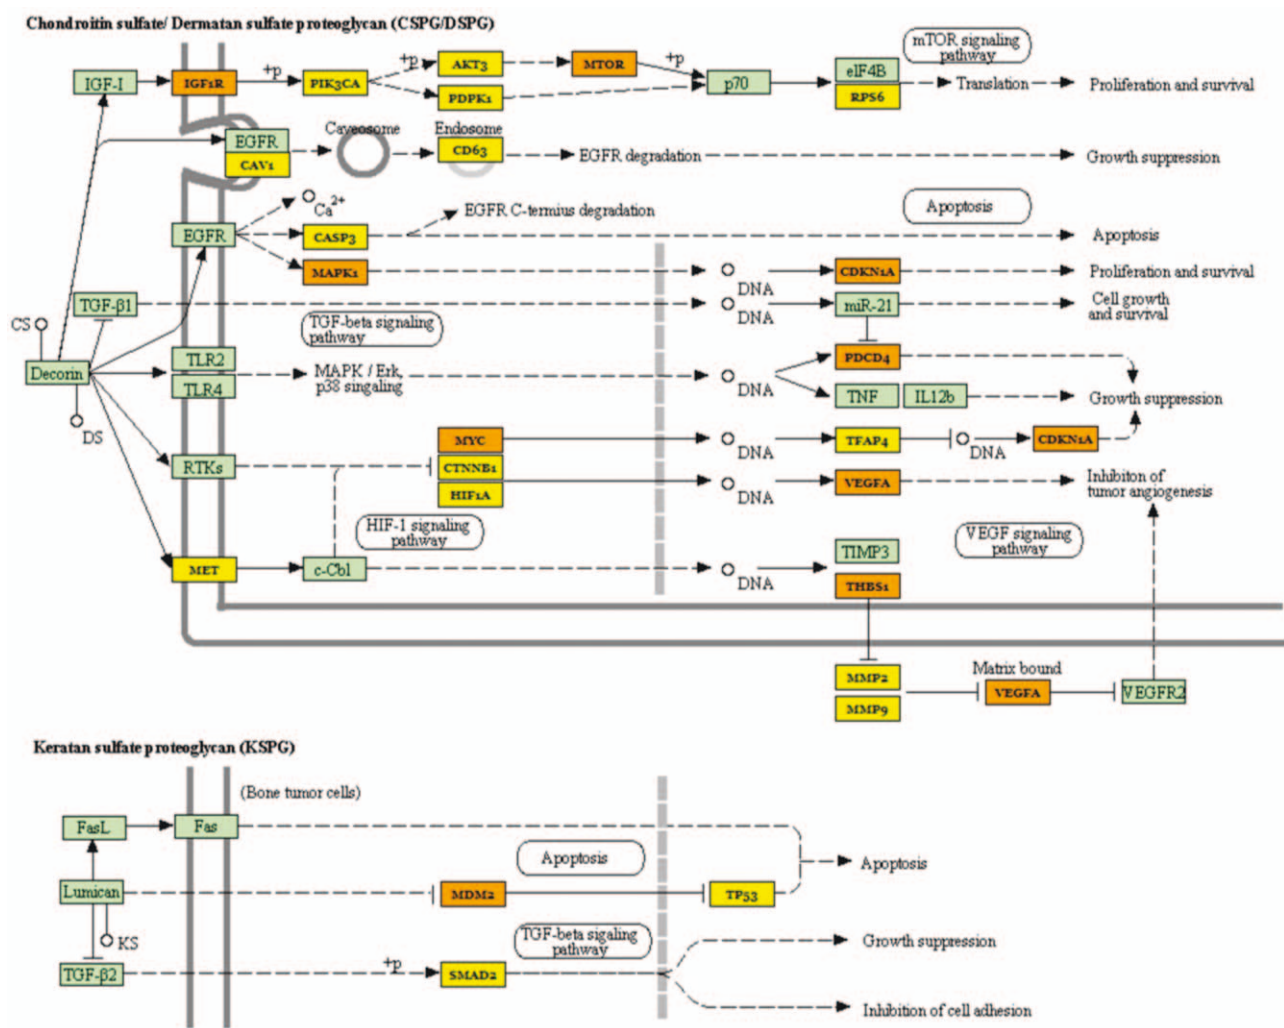 Chondroitin sulfate/ Dermatan sulfate proteoglycan (CSPG/DSPG)
IGF-I
IGF1R
+p
PIK3CA
+p
AKT3
PDPK1
MTOR
+p
p70
eIF4B
RPS6
mTOR signaling
pathway
Translation
Proliferation and survival
EGFR
CAV1
Caveosome
Endosome
CD63
EGFR degradation
Growth suppression
EGFR
Ca2+
CASP3
MAPK1
EGFR C-termius degradation
Apoptosis
Apoptosis
DNA
CDKN1A
Proliferation and survival
TGF-β1
DNA
miR-21
Cell growth
and survival
TGF-beta signaling
pathway
CS
Decorin
DS
TLR2
TLR4
MAPK / Erk,
p38 singaling
DNA
PDCD4
TNF
IL12b
Growth suppression
RTKs
MYC
CTNNB1
HIF1A
DNA
TFAP4
DNA
CDKN1A
DNA
VEGFA
Inhibiton of
tumor angiogenesis
HIF-1 signaling
pathway
VEGF signaling
pathway
MET
c-Cbl
DNA
TIMP3
THBS1
MMP2
MMP9
Matrix bound
VEGFA
VEGFR2
Keratan sulfate proteoglycan (KSPG)
(Bone tumor cells)
FasL
Fas
Apoptosis
Apoptosis
Lumican
MDM2
TP53
KS
TGF-beta sigaling
pathway
Growth suppression
TGF-β2
+p
SMAD2
Inhibition of cell adhesion